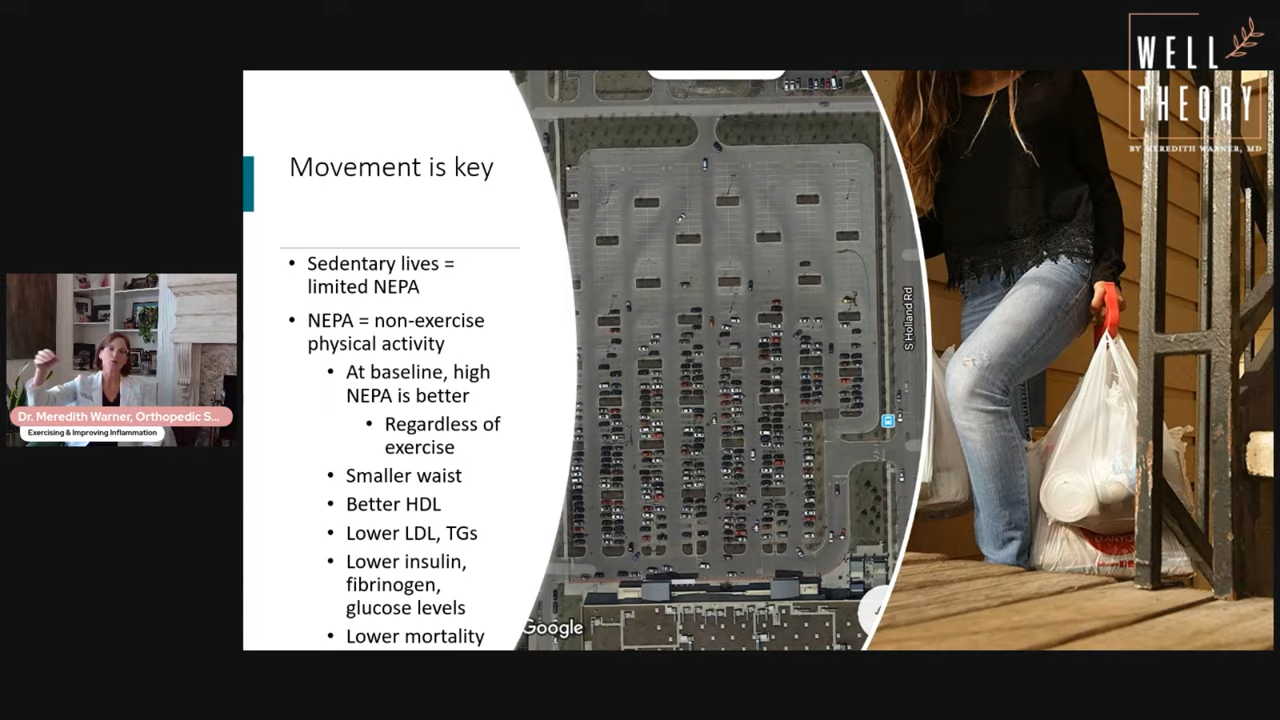 WELL
THEORY
BY MEREDITH WARNER, MD
Movement is key
• Sedentary lives =
limited NEPA
• NEPA = non-exercise
physical activity
• At baseline, high
NEPA is better
• Regardless of
exercise
• Smaller waist
• Better HDL
• Lower LDL, TGs
• Lower insulin,
fibrinogen,
glucose levels
• Lower mortality
S Holland Rd
Google
Dr. Meredith Warner, Orthopedic S...
Exercising & Improving Inflammation